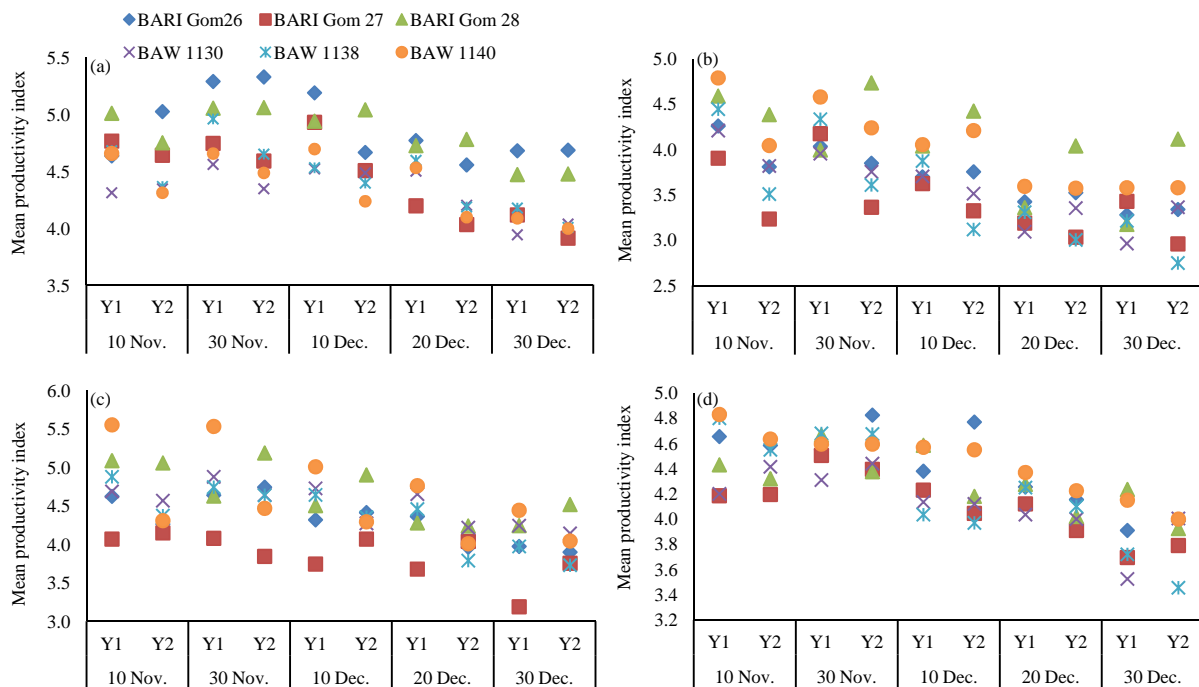 BARI Gom26 BARI Gom 27 BARI Gom 28
BAW 1130 BAW 1138 BAW 1140
(a)
Mean productivity index
5.5
5.0
4.5
4.0
3.5
Y1 Y2 Y1 Y2 Y1 Y2 Y1 Y2 Y1 Y2
10 Nov. 30 Nov. 10 Dec. 20 Dec. 30 Dec.
(b)
Mean productivity index
5.0
4.5
4.0
3.5
3.0
2.5
Y1 Y2 Y1 Y2 Y1 Y2 Y1 Y2 Y1 Y2
10 Nov. 30 Nov. 10 Dec. 20 Dec. 30 Dec.
(c)
Mean productivity index
6.0
5.5
5.0
4.5
4.0
3.5
3.0
Y1 Y2 Y1 Y2 Y1 Y2 Y1 Y2 Y1 Y2
10 Nov. 30 Nov. 10 Dec. 20 Dec. 30 Dec.
(d)
Mean productivity index
5.0
4.8
4.6
4.4
4.2
4.0
3.8
3.6
3.4
3.2
Y1 Y2 Y1 Y2 Y1 Y2 Y1 Y2 Y1 Y2
10 Nov. 30 Nov. 10 Dec. 20 Dec. 30 Dec.